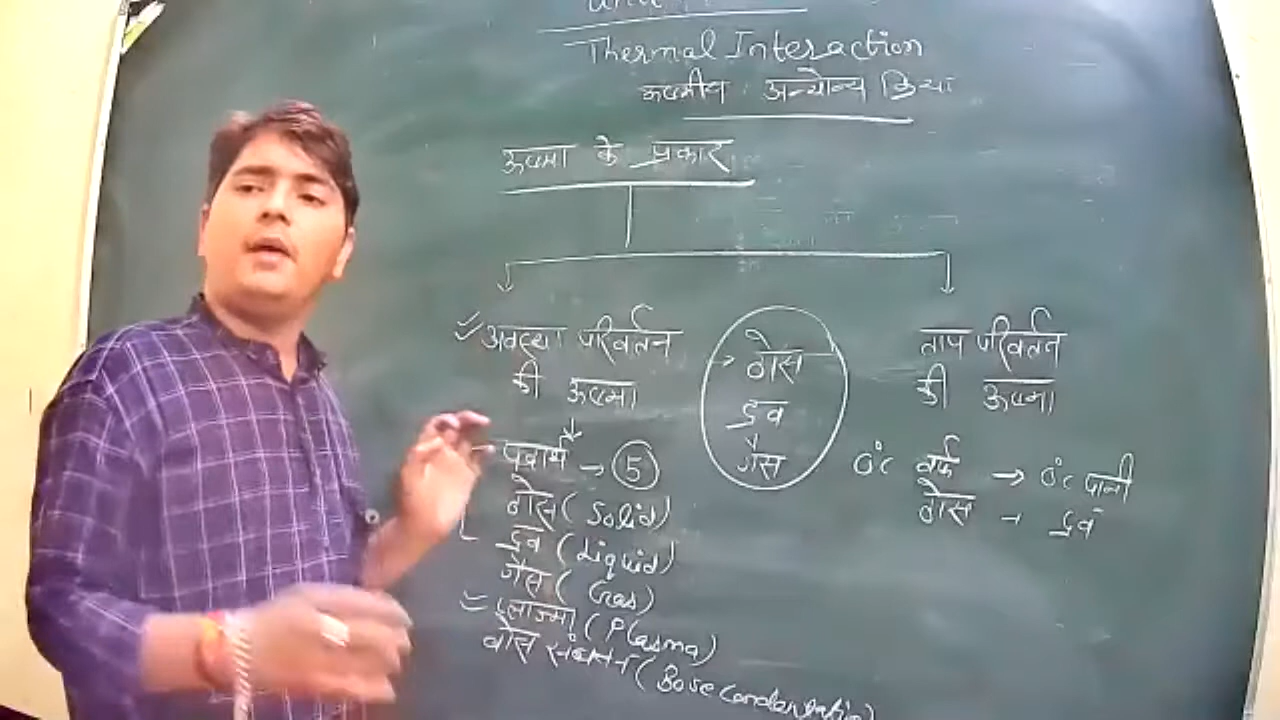 Thermal Interaction
ऊष्मीय अन्योन्य क्रिया
ऊष्मा के प्रकार
अवस्था परिवर्तन
की ऊष्मा
पदार्थ → 5
ठोस (Solid)
द्रव (Liquid)
गैस (Gas)
प्लाज्मा (Plasma)
बोस संघनन (Bose Condensation)
→ ठोस
द्रव
गैस
ताप परिवर्तन
की ऊष्मा
0°c बर्फ → 0°c पानी
ठोस → द्रव